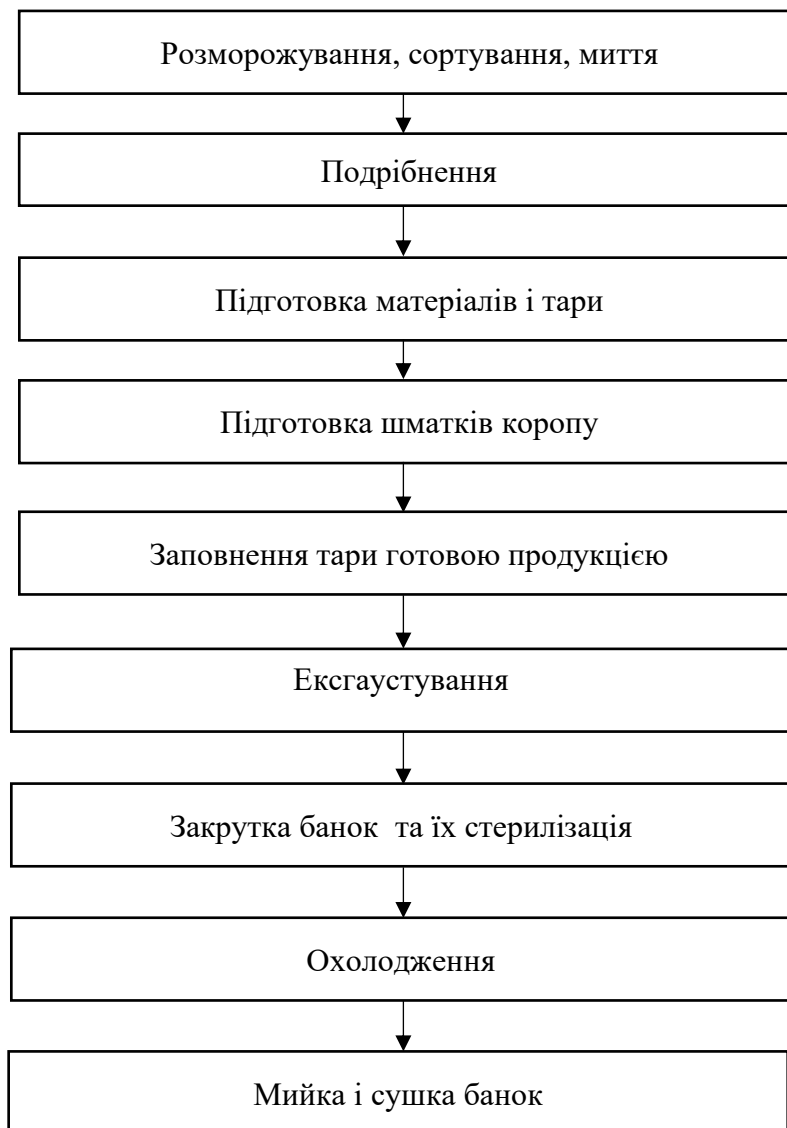 Розморожування, сортування, миття
Подрібнення
Підготовка матеріалів і тари
Підготовка шматків коропу
Заповнення тари готовою продукцією
Ексгаустування
Закрутка банок  та їх стерилізація
Охолодження
Мийка і сушка банок